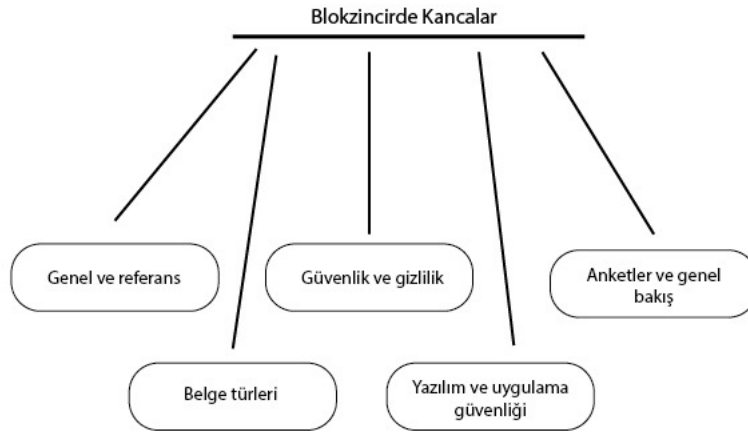 Blokzincirde Kancalar
Genel ve referans
Güvenlik ve gizlilik
Anketler ve genel
bakış
Belge türleri
Yazılım ve uygulama
güvenliği